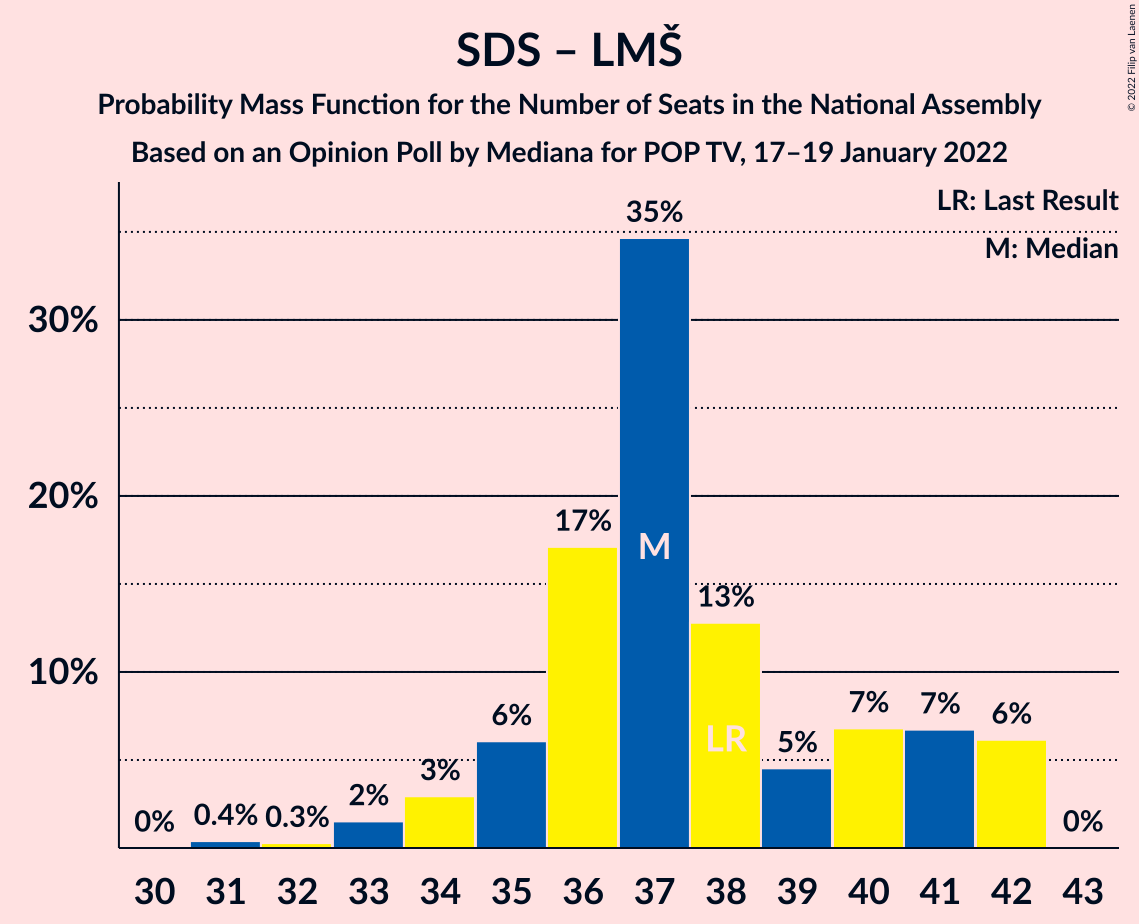 SDS – LMŠ
Probability Mass Function for the Number of Seats in the National Assembly
Based on an Opinion Poll by Mediana for POP TV, 17–19 January 2022
© 2022 Filip van Laenen
LR: Last Result
M: Median
35%
30%
20%
17%
M
13%
10%
LR
7%
7%
6%
6%
5%
3%
2%
0%
0.4%
0.3%
0%
30 31 32 33 34 35 36 37 38 39 40 41 42 43